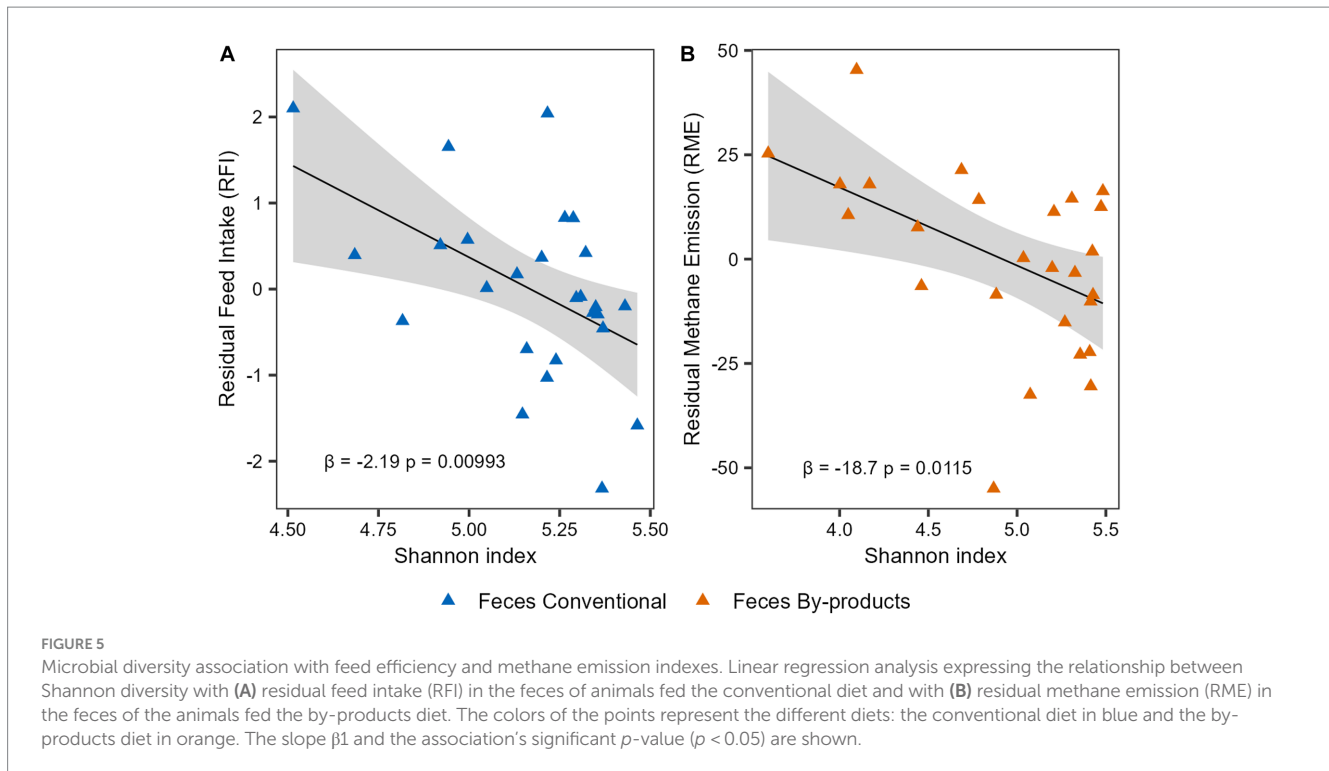 A
Residual Feed Intake (RFI)
2
1
0
-1
-2
β = -2.19 p = 0.00993
4.50 4.75 5.00 5.25 5.50
Shannon index
B
Residual Methane Emission (RME)
50
25
0
-25
-50
β = -18.7 p = 0.0115
4.0 4.5 5.0 5.5
Shannon index
Feces Conventional Feces By-products
FIGURE 5
Microbial diversity association with feed efficiency and methane emission indexes. Linear regression analysis expressing the relationship between
Shannon diversity with (A) residual feed intake (RFI) in the feces of animals fed the conventional diet and with (B) residual methane emission (RME) in
the feces of the animals fed the by-products diet. The colors of the points represent the different diets: the conventional diet in blue and the by-
products diet in orange. The slope β1 and the association's significant p-value (p < 0.05) are shown.